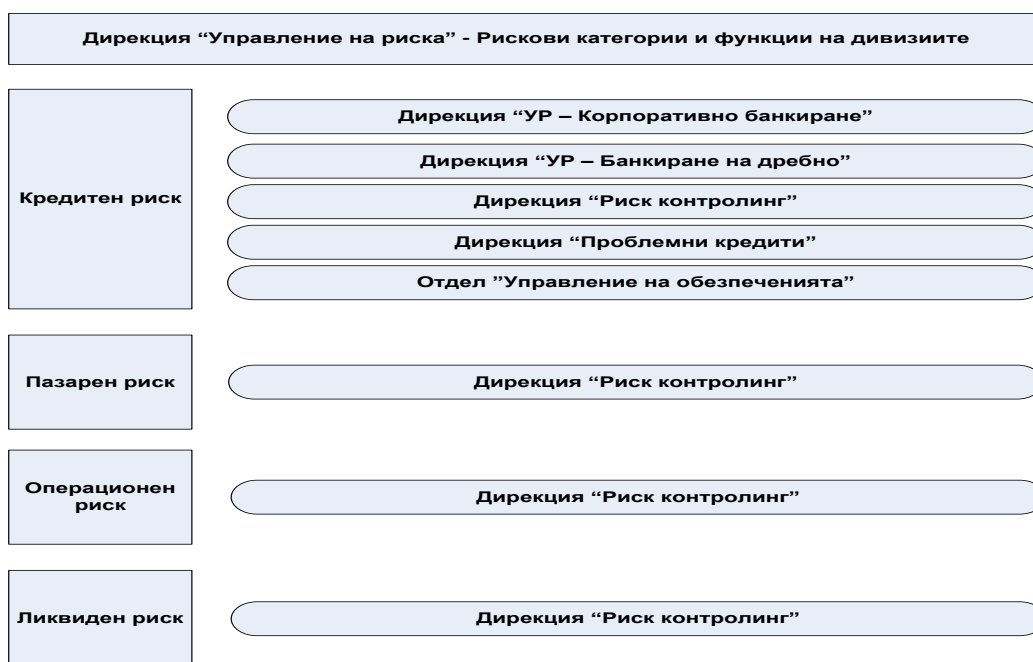 Дирекция “Управление на риска” - Рискови категории и функции на дивизиите
Кредитен риск
Дирекция “УР – Корпоративно банкиране”
Дирекция “УР – Банкиране на дребно”
Дирекция “Риск контролинг”
Дирекция “Проблемни кредити”
Отдел ”Управление на обезпеченията”
Пазарен риск
Дирекция “Риск контролинг”
Операционен
риск
Дирекция “Риск контролинг”
Ликвиден риск
Дирекция “Риск контролинг”